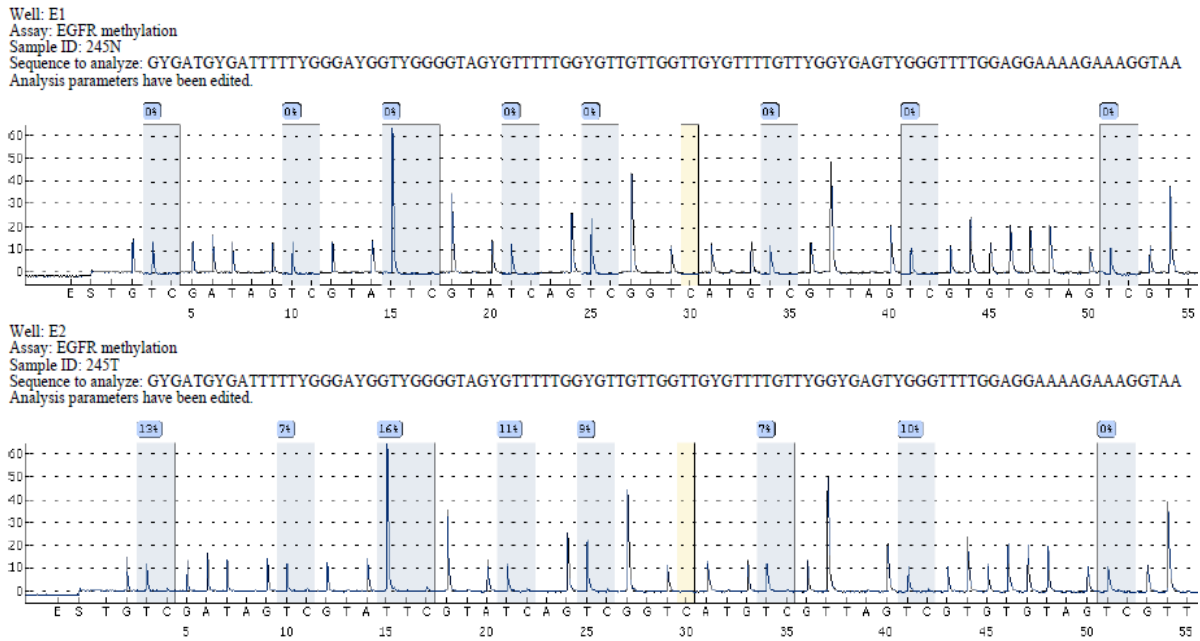 Well: E1
Assay: EGFR methylation
Sample ID: 245N
Sequence to analyze: GYGATGYGATTTTTYGGGAYGGTYGGGGTAGYGTTTTTGGYGTTGTTGGTTGYGTTTTGTTYGGYGAGTYGGGTTTTGGAGGAAAAGAAAGGTAA
Analysis parameters have been edited.
0% 0% 0% 0% 0% 0% 0% 0%
60
50
40
30
20
10
0
E S T G T C G A T A G T C G T A T T C G T A T C A G T C G G T C A T G T C G T T A G T C G T G T G T A G T C G T T
5 10 15 20 25 30 35 40 45 50 55
Well: E2
Assay: EGFR methylation
Sample ID: 245T
Sequence to analyze: GYGATGYGATTTTTYGGGAYGGTYGGGGTAGYGTTTTTGGYGTTGTTGGTTGYGTTTTGTTYGGYGAGTYGGGTTTTGGAGGAAAAGAAAGGTAA
Analysis parameters have been edited.
13% 7% 16% 11% 9% 7% 10% 0%
60
50
40
30
20
10
0
E S T G T C G A T A G T C G T A T T C G T A T C A G T C G G T C A T G T C G T T A G T C G T G T G T A G T C G T T
5 10 15 20 25 30 35 40 45 50 55